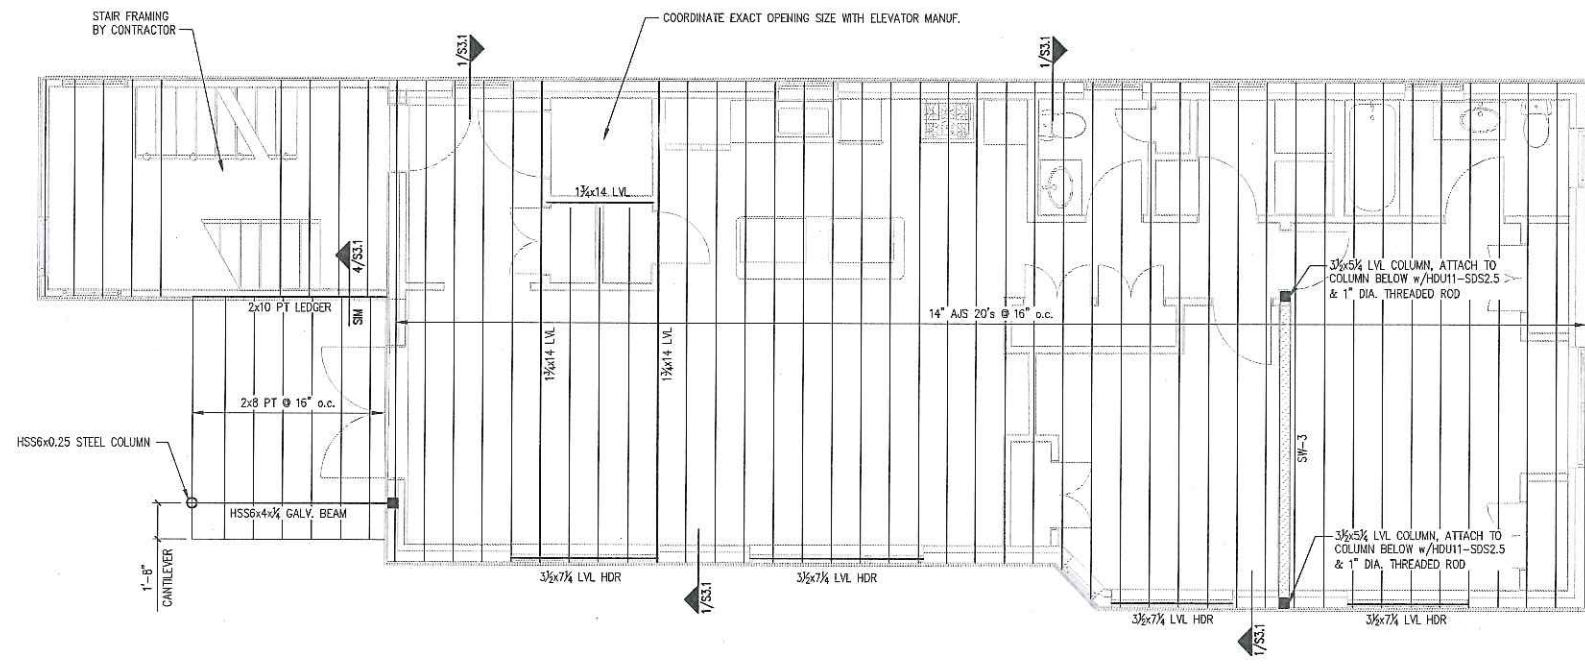 STAIR FRAMING
BY CONTRACTOR
COORDINATE EXACT OPENING SIZE WITH ELEVATOR MANUF.
1/S3.1
1/S3.1
1¾x14 LVL
4/S3.1
SIM
2x10 PT LEDGER
3½x5¼ LVL COLUMN, ATTACH TO
COLUMN BELOW w/HDU11-SDS2.5
& 1" DIA. THREADED ROD
14" AJS 20's @ 16" o.c.
1¾x14 LVL
1¾x14 LVL
2x8 PT @ 16" o.c.
HSS6x0.25 STEEL COLUMN
SW-3
HSS6x4x¼ GALV. BEAM
1'-8"
CANTILEVER
3½x5¼ LVL COLUMN, ATTACH TO
COLUMN BELOW w/HDU11-SDS2.5
& 1" DIA. THREADED ROD
3½x7¼ LVL HDR
3½x7¼ LVL HDR
1/S3.1
3½x7¼ LVL HDR
3½x7¼ LVL HDR
1/S3.1